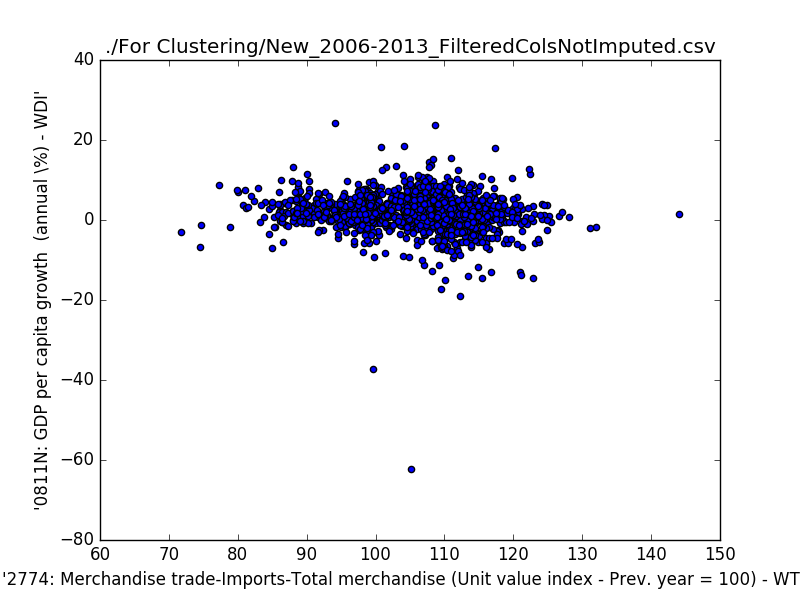 ./For Clustering/New_2006-2013_FilteredColsNotImputed.csv
'0811N: GDP per capita growth  (annual \%) - WDI'
40
20
0
−20
−40
−60
−80
60 70 80 90 100 110 120 130 140 150
'2774: Merchandise trade-Imports-Total merchandise (Unit value index - Prev. year = 100) - WT